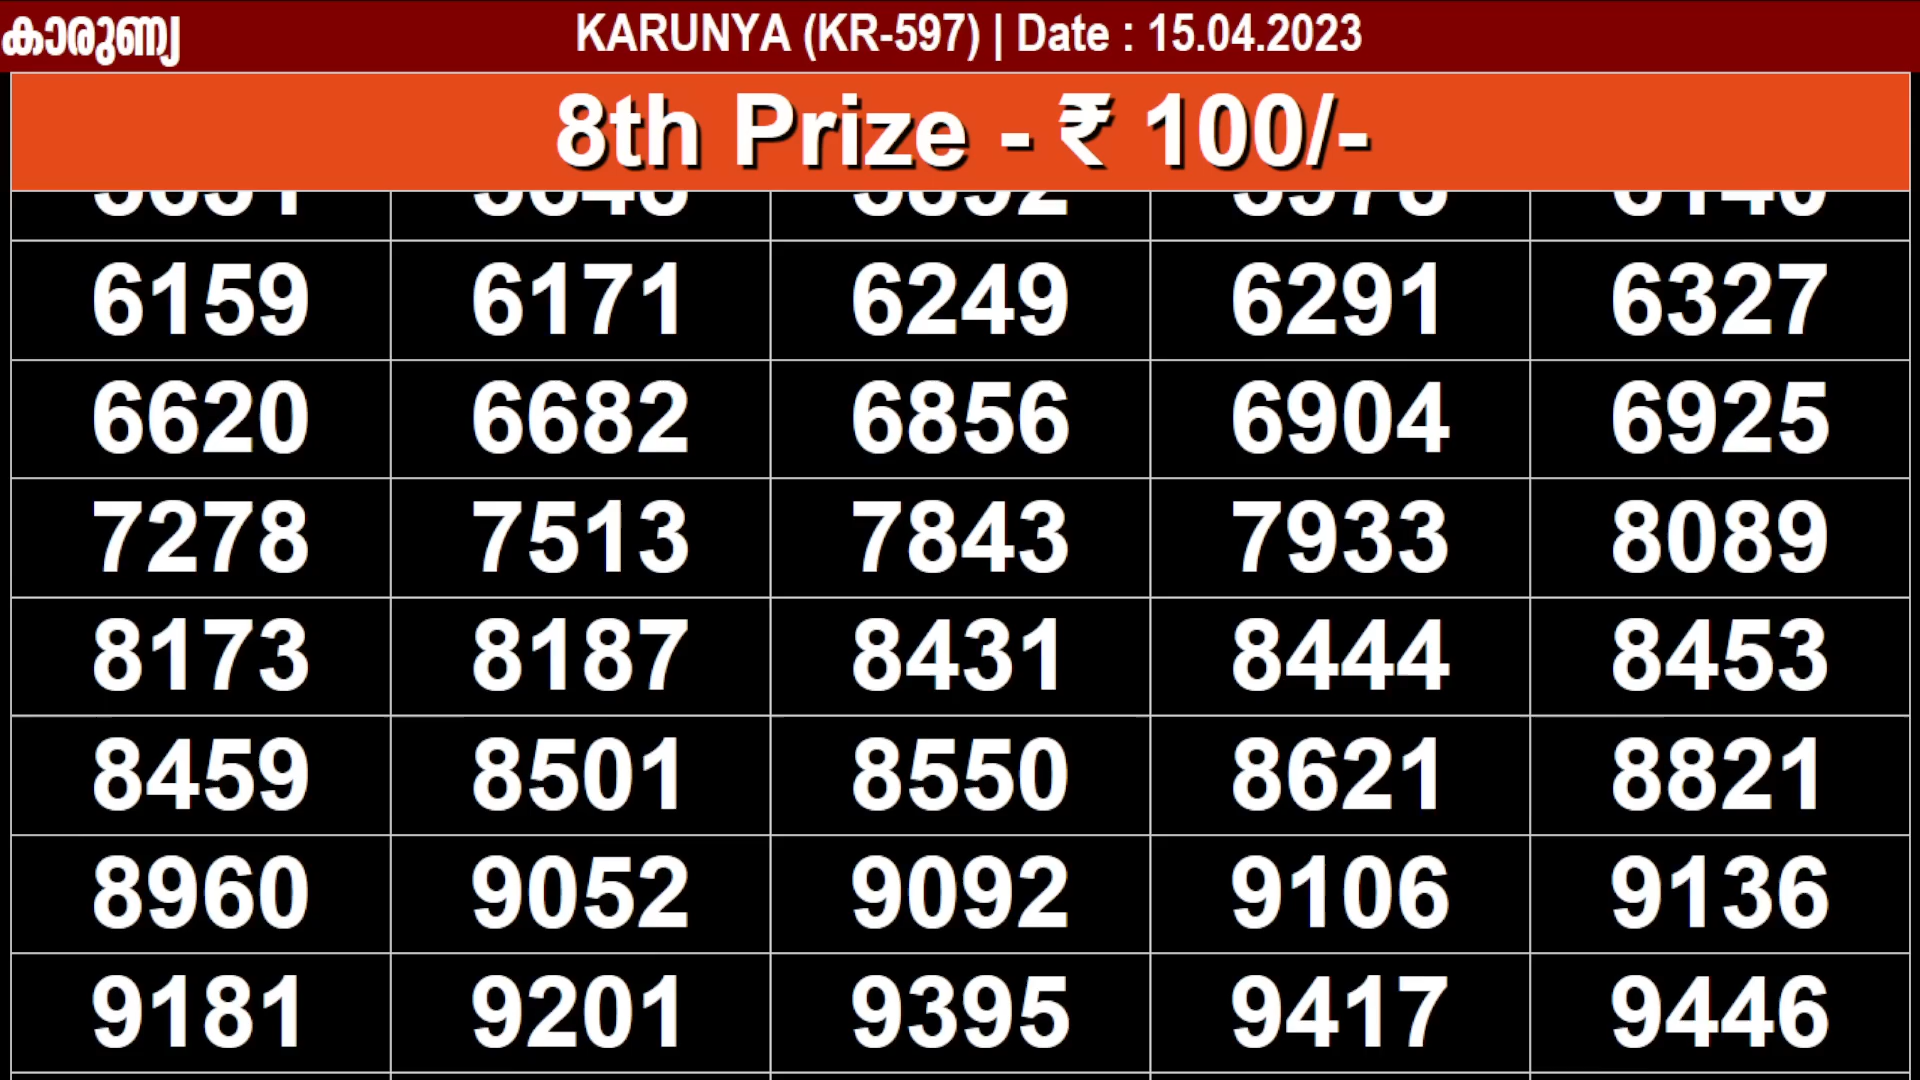 കാരുണ്യ
KARUNYA (KR-597) | Date : 15.04.2023
8th Prize - ₹ 100/-
6159 6171 6249 6291 6327
6620 6682 6856 6904 6925
7278 7513 7843 7933 8089
8173 8187 8431 8444 8453
8459 8501 8550 8621 8821
8960 9052 9092 9106 9136
9181 9201 9395 9417 9446